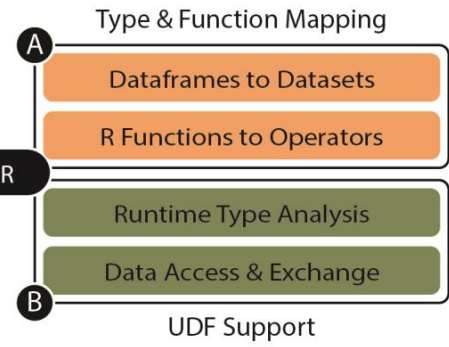 Type & Function Mapping
A
Dataframes to Datasets
R Functions to Operators
R
Runtime Type Analysis
Data Access & Exchange
B
UDF Support